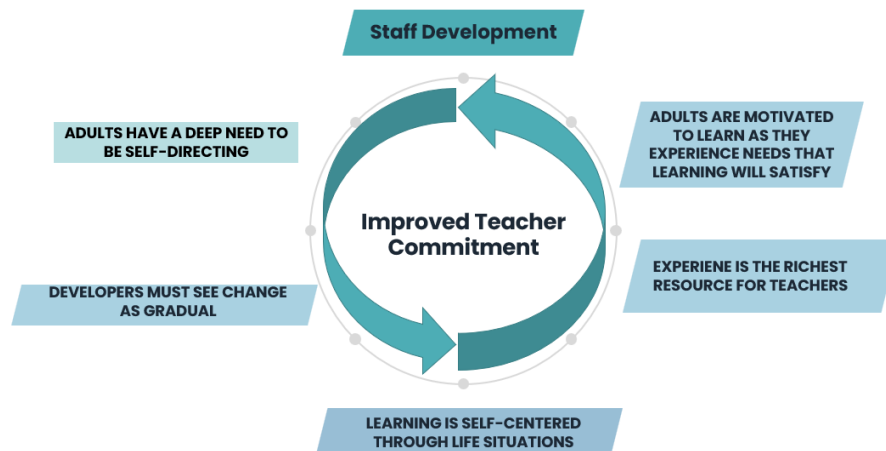 Staff Development
ADULTS HAVE A DEEP NEED TO
BE SELF-DIRECTING
ADULTS ARE MOTIVATED
TO LEARN AS THEY
EXPERIENCE NEEDS THAT
LEARNING WILL SATISFY
Improved Teacher
Commitment
EXPERIENE IS THE RICHEST
RESOURCE FOR TEACHERS
DEVELOPERS MUST SEE CHANGE
AS GRADUAL
LEARNING IS SELF-CENTERED
THROUGH LIFE SITUATIONS